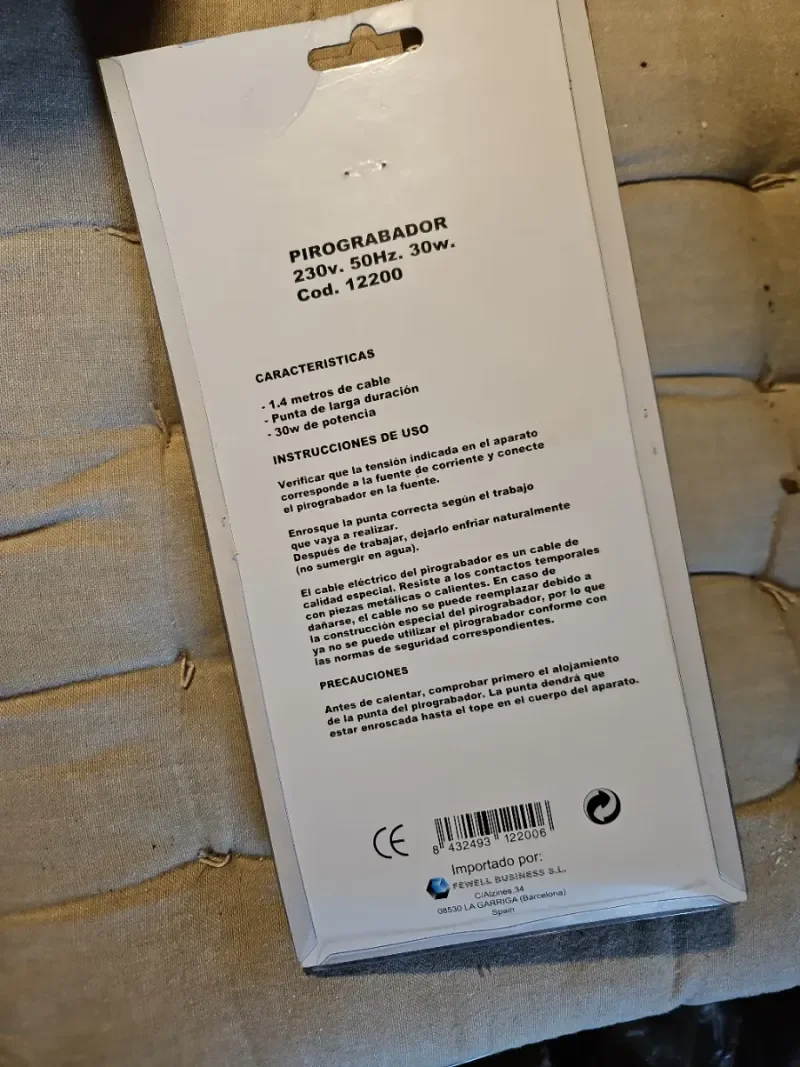 PIROGRABADOR
230v. 50Hz. 30w.
Cod. 12200
CARACTERISTICAS
- 1.4 metros de cable
- Punta de larga duración
- 30w de potencia
INSTRUCCIONES DE USO
Verificar que la tensión indicada en el aparato
corresponde a la fuente de corriente y conecte
el pirograbador en la fuente.
Enrosque la punta correcta según el trabajo
que vaya a realizar.
Después de trabajar, dejarlo enfriar naturalmente
(no sumergir en agua).
El cable eléctrico del pirograbador es un cable de
calidad especial. Resiste a los contactos temporales
con piezas metálicas o calientes. En caso de
dañarse, el cable no se puede reemplazar debido a
la construcción especial del pirograbador, por lo que
ya no se puede utilizar el pirograbador conforme con
las normas de seguridad correspondientes.
PRECAUCIONES
Antes de calentar, comprobar primero el alojamiento
de la punta del pirograbador. La punta dendrá que
estar enroscada hasta el tope en el cuerpo del aparato.
CE
8 432493 122006
Importado por:
FEWELL BUSINESS S.L.
C/Alzines,34
08530 LA GARRIGA (Barcelona)
Spain